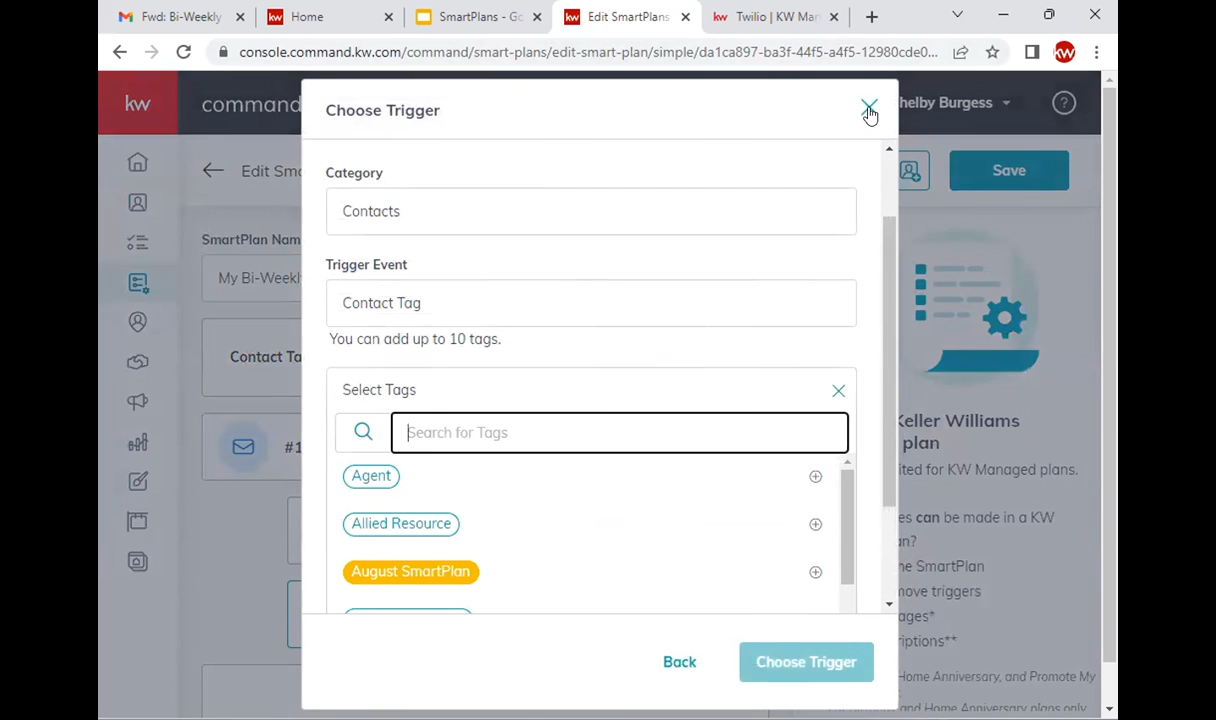 Fwd: Bi-Weekly
kw Home
SmartPlans - Go
kw Edit SmartPlans
kw Twilio | KW Mar
console.command.kw.com/command/smart-plans/edit-smart-plan/simple/da1ca897-ba3f-44f5-a4f5-12980cde0...
kw
kw
command
Choose Trigger
helby Burgess
?
Edit Sm
Save
Category
Contacts
SmartPlan Nam
My Bi-Weekl
Trigger Event
Contact Tag
You can add up to 10 tags.
Contact Ta
Select Tags
Search for Tags
#1
Agent
Allied Resource
August SmartPlan
Keller Williams
plan
ited for KW Managed plans.
es can be made in a KW
an?
he SmartPlan
move triggers
ages*
riptions**
Home Anniversary, and Promote My
and Home Anniversary plans only
Back
Choose Trigger